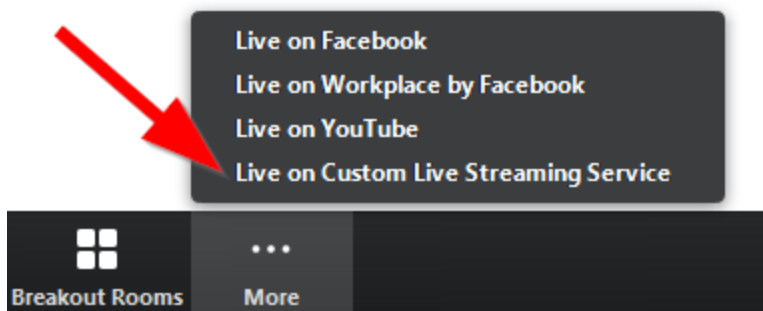 Live on Facebook
Live on Workplace by Facebook
Live on YouTube
Live on Custom Live Streaming Service
Breakout Rooms
More